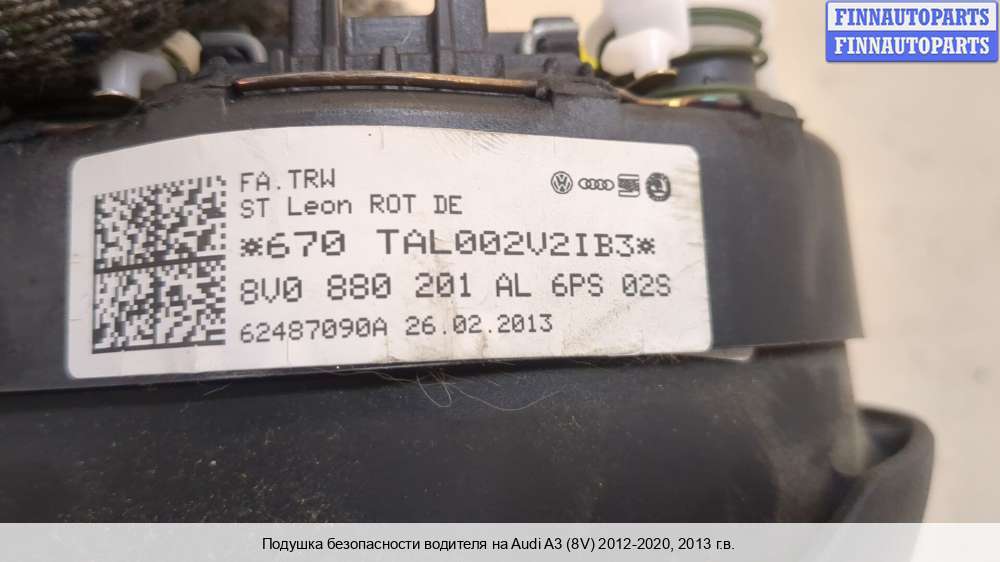 FINNAUTOPARTS
FINNAUTOPARTS
FA.TRW
ST Leon ROT DE
*670 TAL002V2IB3*
8V0 880 201 AL 6PS 02S
62487090A 26.02.2013
Подушка безопасности водителя на Audi A3 (8V) 2012-2020, 2013 г.в.